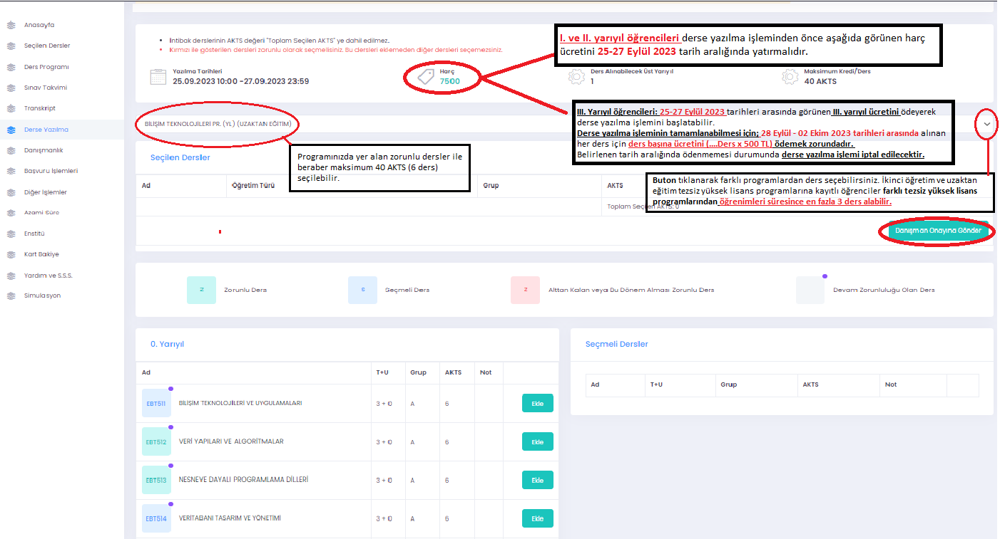 Anasayfa
Seçilen Dersler
Ders Programı
Sınav Takvimi
Transkript
Derse Yazılma
Danışmanlık
Başvuru İşlemleri
Diğer İşlemler
Azami Süre
Enstitü
Kart Bakiye
Yardım ve S.S.S.
Simulasyon
İntibak derslerinin AKTS değeri "Toplam Seçilen AKTS" ye dahil edilmez.
Kırmızı ile gösterilen dersleri zorunlu olarak seçmelisiniz. Bu dersleri eklemeden diğer dersleri seçemezsiniz.
I. ve II. yarıyıl öğrencileri derse yazılma işleminden önce aşağıda görünen harç
ücretini 25-27 Eylül 2023 tarih aralığında yatırmalıdır.
Yazılma Tarihleri
25.09.2023 10:00 -27.09.2023 23:59
Harç
7500
Ders Alınabilecek Üst Yarıyıl
1
Maksimum Kredi/Ders
40 AKTS
III. Yarıyıl öğrencileri: 25-27 Eylül 2023 tarihleri arasında görünen III. yarıyıl ücretini ödeyerek
derse yazılma işlemini başlatabilir.
Derse yazılma işleminin tamamlanabilmesi için; 28 Eylül - 02 Ekim 2023 tarihleri arasında alınan
her ders için ders başına ücretini (....Ders x 500 TL) ödemek zorundadır.
Belirlenen tarih aralığında ödenmemesi durumunda derse yazılma işlemi iptal edilecektir.
BİLİŞİM TEKNOLOJİLERİ PR. (YL) (UZAKTAN EĞİTİM)
Seçilen Dersler
Programınızda yer alan zorunlu dersler ile
beraber maksimum 40 AKTS (6 ders)
seçilebilir.
Buton tıklanarak farklı programlardan ders seçebilirsiniz. İkinci öğretim ve uzaktan
eğitim tezsiz yüksek lisans programlarına kayıtlı öğrenciler farklı tezsiz yüksek lisans
programlarından öğrenimleri süresince en fazla 3 ders alabilir.
Ad Öğretim Türü Grup AKTS
Toplam Seçilen AKTS: 0
Danışman Onayına Gönder
Z Zorunlu Ders
S Seçmeli Ders
Z Alttan Kalan veya Bu Dönem Alması Zorunlu Ders
Devam Zorunluluğu Olan Ders
0. Yarıyıl
Ad T+U Grup AKTS Not
EBT511 BİLİŞİM TEKNOLOJİLERİ VE UYGULAMALARI 3 + 0 A 6 Ekle
EBT512 VERİ YAPILARI VE ALGORİTMALAR 3 + 0 A 6 Ekle
EBT513 NESNEYE DAYALI PROGRAMLAMA DİLLERİ 3 + 0 A 6 Ekle
EBT514 VERİTABANI TASARIM VE YÖNETİMİ 3 + 0 A 6 Ekle
Seçmeli Dersler
Ad T+U Grup AKTS Not